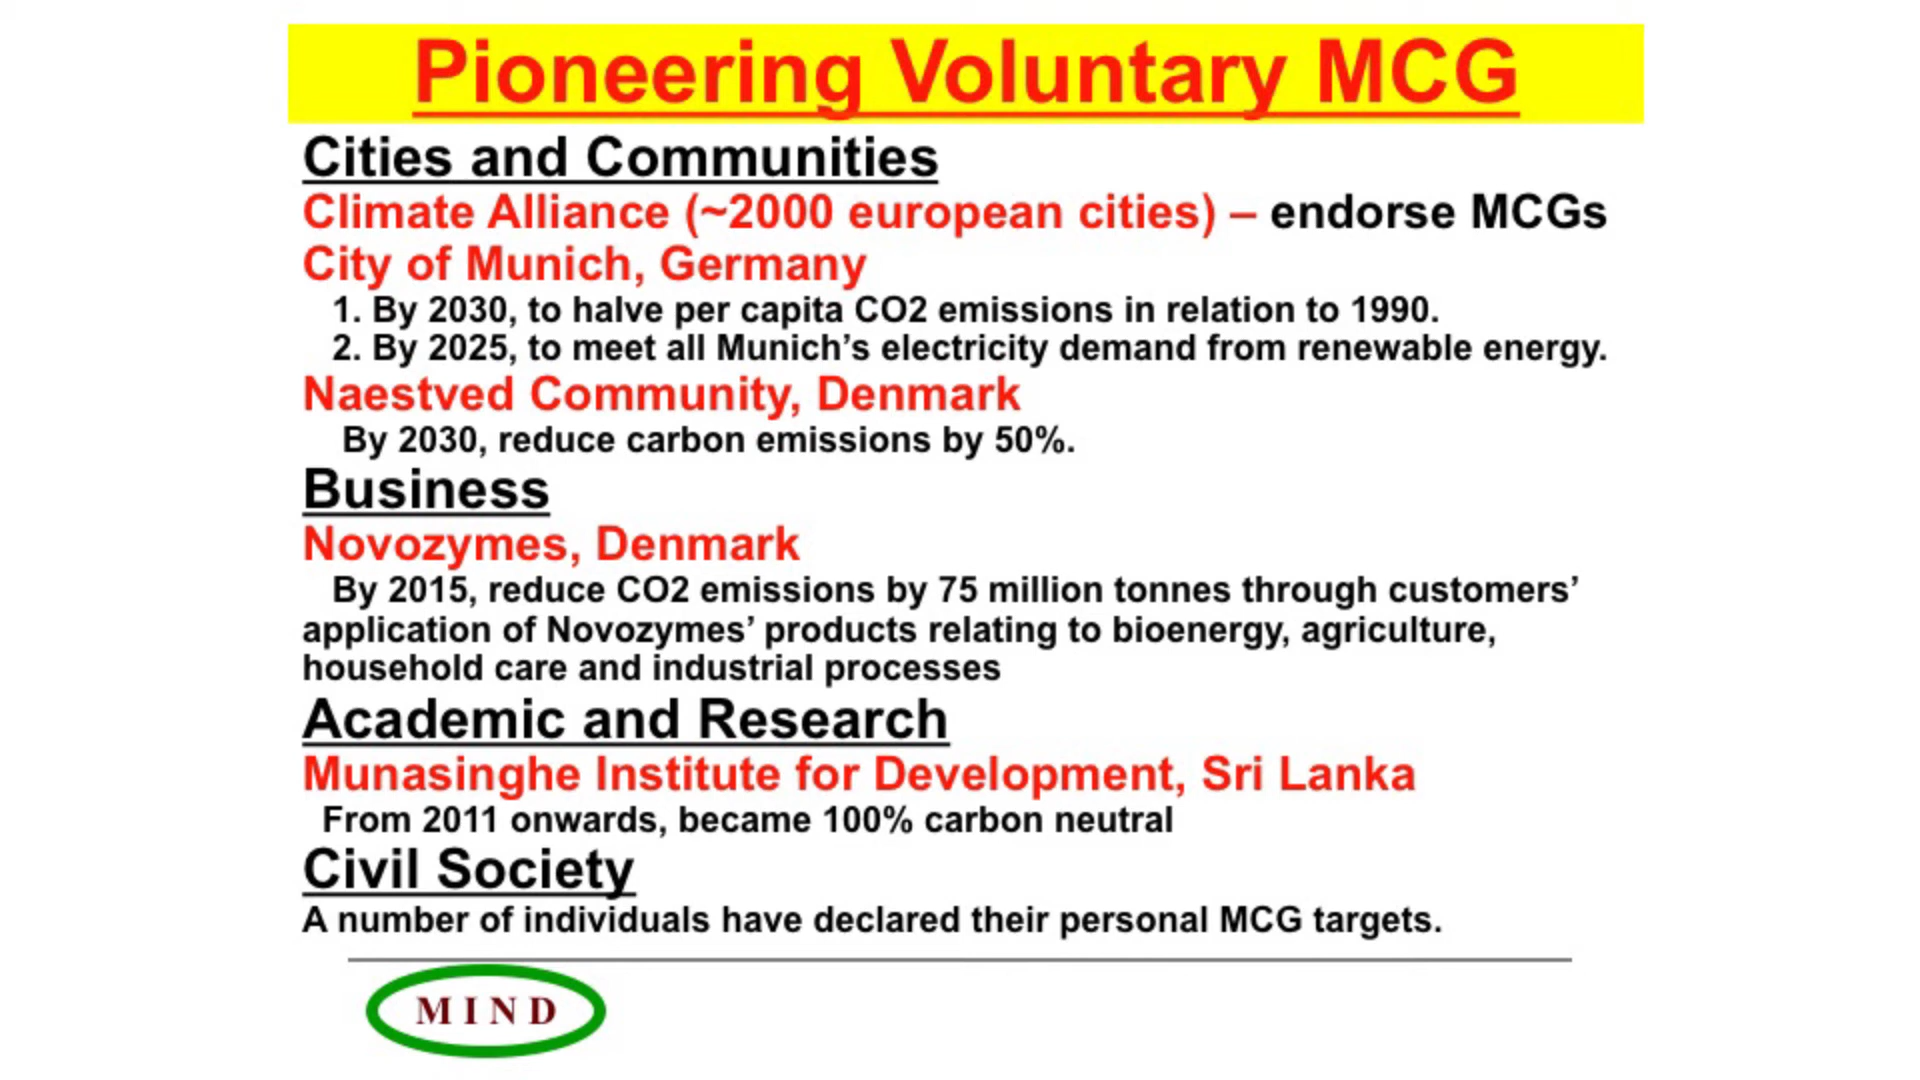 Pioneering Voluntary MCG
Cities and Communities
Climate Alliance (~2000 european cities) – endorse MCGs
City of Munich, Germany
1. By 2030, to halve per capita CO2 emissions in relation to 1990.
2. By 2025, to meet all Munich’s electricity demand from renewable energy.
Naestved Community, Denmark
By 2030, reduce carbon emissions by 50%.
Business
Novozymes, Denmark
By 2015, reduce CO2 emissions by 75 million tonnes through customers’
application of Novozymes’ products relating to bioenergy, agriculture,
household care and industrial processes
Academic and Research
Munasinghe Institute for Development, Sri Lanka
From 2011 onwards, became 100% carbon neutral
Civil Society
A number of individuals have declared their personal MCG targets.
M I N D